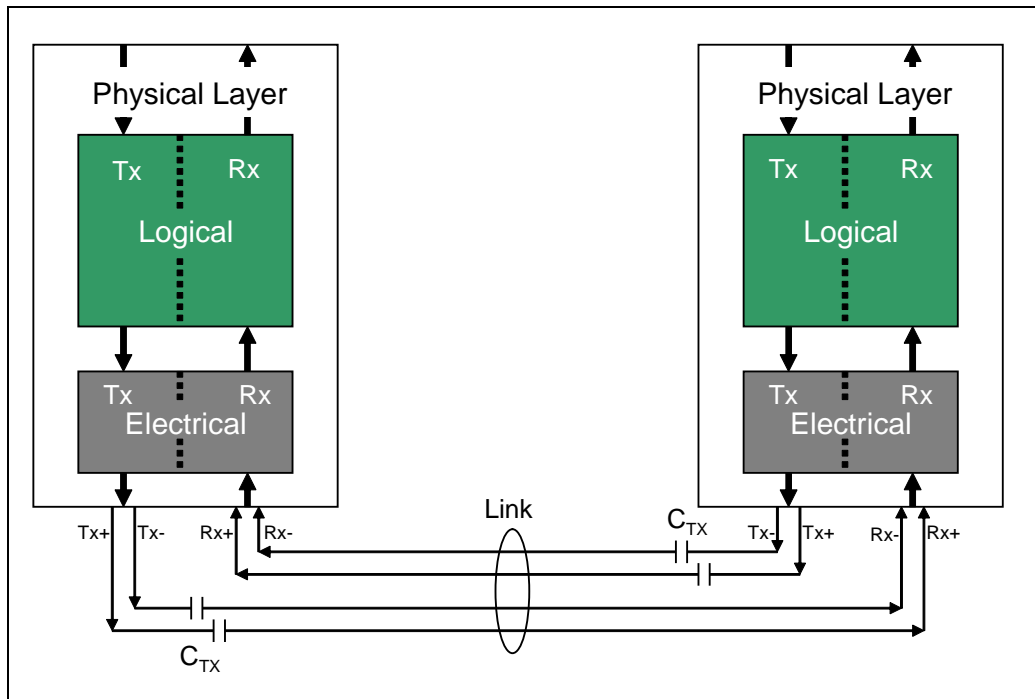 Physical Layer
Tx Rx
Logical
Tx Rx
Electrical
Tx+ Tx- Rx+ Rx-
Physical Layer
Tx Rx
Logical
Tx Rx
Electrical
Tx- Tx+ Rx- Rx+
Link
CTX
CTX